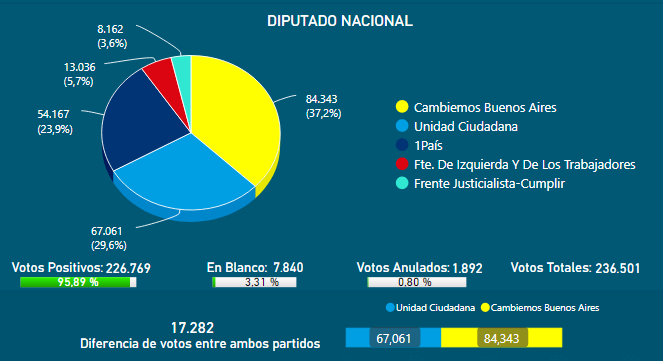 DIPUTADO NACIONAL
8.162
(3,6%)
13.036
(5,7%)
54.167
(23,9%)
84.343
(37,2%)
67.061
(29,6%)
Cambiemos Buenos Aires
Unidad Ciudadana
1País
Fte. De Izquierda Y De Los Trabajadores
Frente Justicialista-Cumplir
Votos Positivos: 226.769
95,89 %
En Blanco: 7.840
3,31 %
Votos Anulados: 1.892
0,80 %
Votos Totales: 236.501
Unidad Ciudadana Cambiemos Buenos Aires
17.282
Diferencia de votos entre ambos partidos
67,061 84,343